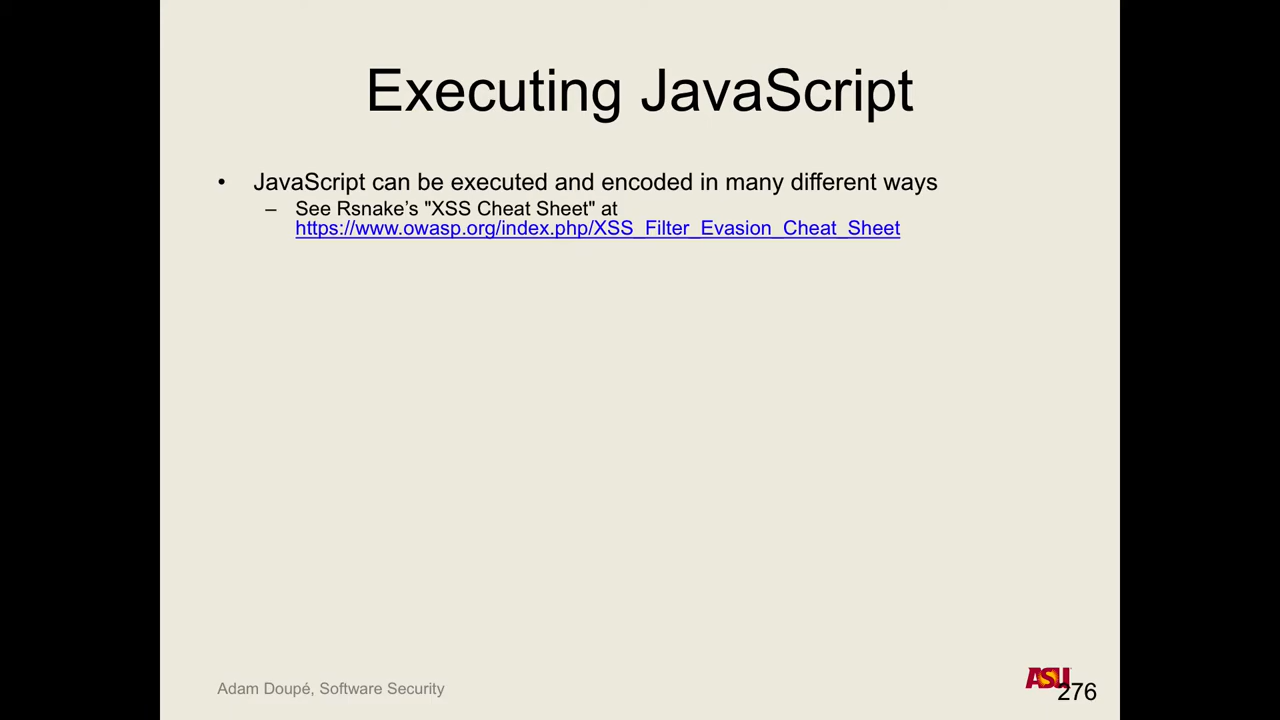 Executing JavaScript
• JavaScript can be executed and encoded in many different ways
– See Rsnake’s "XSS Cheat Sheet" at
https://www.owasp.org/index.php/XSS_Filter_Evasion_Cheat_Sheet
Adam Doupé, Software Security
ASU
276